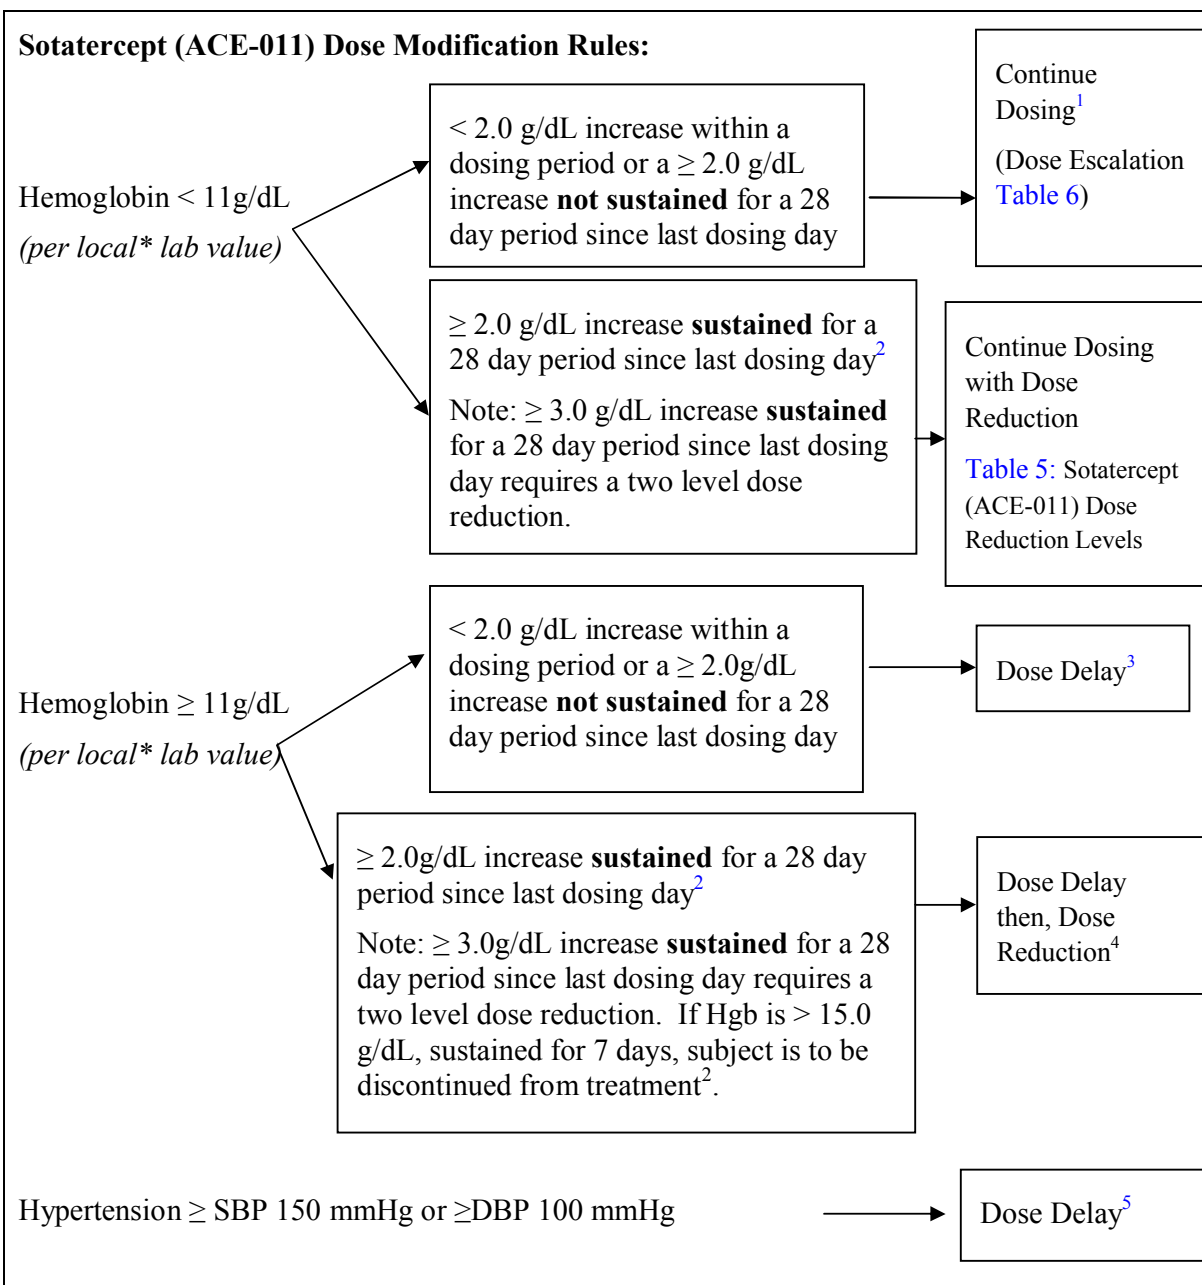 Sotatercept (ACE-011) Dose Modification Rules:
Hemoglobin < 11g/dL
(per local* lab value)
< 2.0 g/dL increase within a
dosing period or a ≥ 2.0 g/dL
increase not sustained for a 28
day period since last dosing day
Continue
Dosing1
(Dose Escalation
Table 6)
≥ 2.0 g/dL increase sustained for a
28 day period since last dosing day2
Note: ≥ 3.0 g/dL increase sustained
for a 28 day period since last dosing
day requires a two level dose
reduction.
Continue Dosing
with Dose
Reduction
Table 5: Sotatercept
(ACE-011) Dose
Reduction Levels
Hemoglobin ≥ 11g/dL
(per local* lab value)
< 2.0 g/dL increase within a
dosing period or a ≥ 2.0g/dL
increase not sustained for a 28
day period since last dosing day
Dose Delay3
≥ 2.0g/dL increase sustained for a 28 day
period since last dosing day2
Note: ≥ 3.0g/dL increase sustained for a 28
day period since last dosing day requires a
two level dose reduction.  If Hgb is > 15.0
g/dL, sustained for 7 days, subject is to be
discontinued from treatment2.
Dose Delay
then, Dose
Reduction4
Hypertension ≥ SBP 150 mmHg or ≥DBP 100 mmHg
Dose Delay5